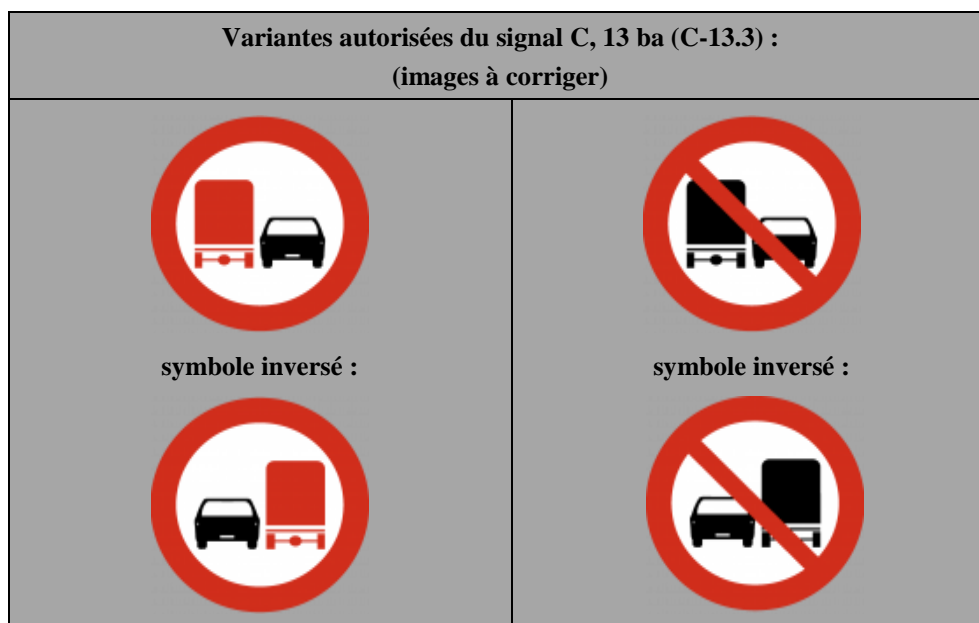 Variantes autorisées du signal C, 13 ba (C-13.3) :
(images à corriger)
symbole inversé :
symbole inversé :